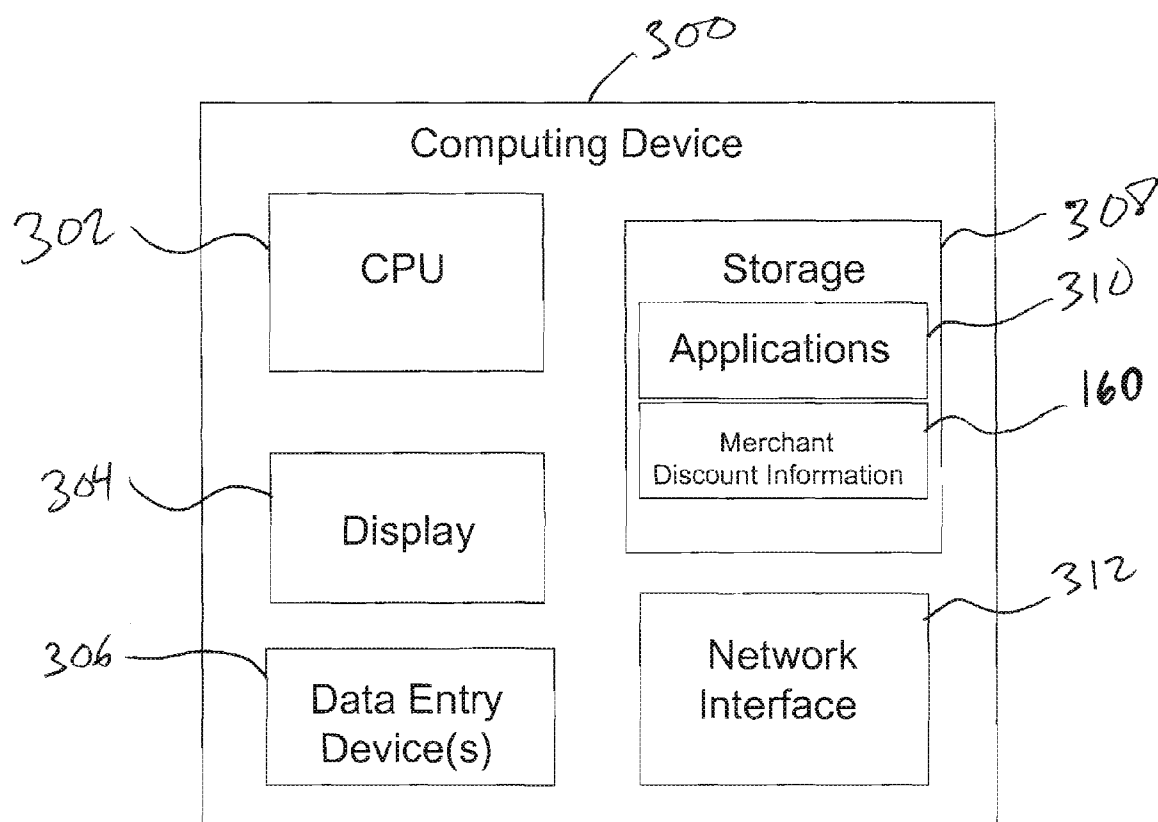 300
Computing Device
302
CPU
308
Storage
310
Applications
160
Merchant
Discount Information
304
Display
312
Network
Interface
306
Data Entry
Device(s)